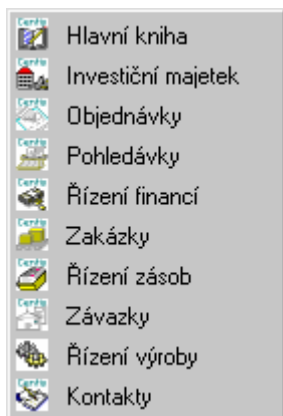 Hlavní kniha
Investiční majetek
Objednávky
Pohledávky
Řízení financí
Zakázky
Řízení zásob
Závazky
Řízení výroby
Kontakty